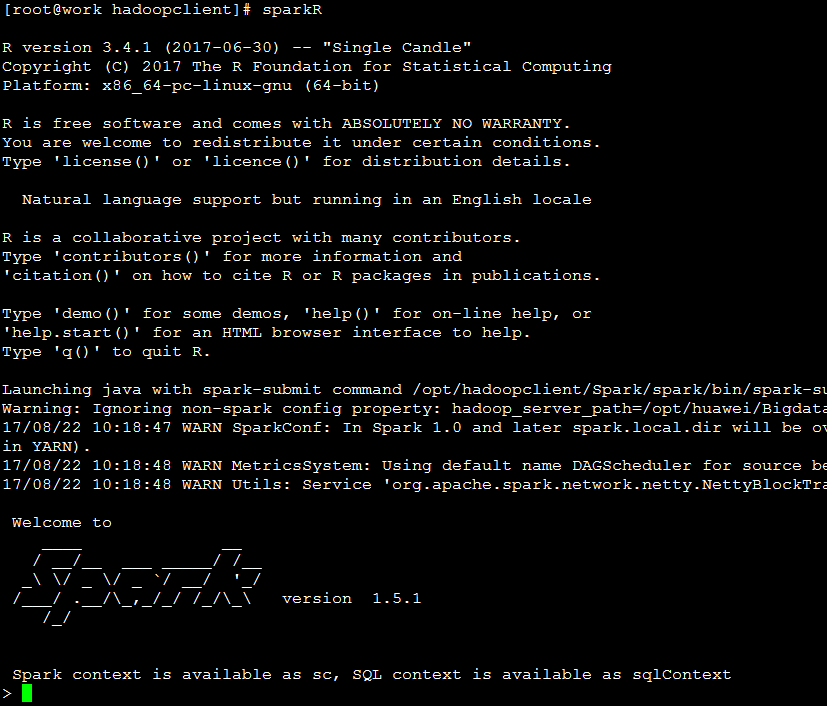 [root@work hadoopclient]# sparkR
R version 3.4.1 (2017-06-30) -- "Single Candle"
Copyright (C) 2017 The R Foundation for Statistical Computing
Platform: x86_64-pc-linux-gnu (64-bit)
R is free software and comes with ABSOLUTELY NO WARRANTY.
You are welcome to redistribute it under certain conditions.
Type 'license()' or 'licence()' for distribution details.
Natural language support but running in an English locale
R is a collaborative project with many contributors.
Type 'contributors()' for more information and
'citation()' on how to cite R or R packages in publications.
Type 'demo()' for some demos, 'help()' for on-line help, or
'help.start()' for an HTML browser interface to help.
Type 'q()' to quit R.
Launching java with spark-submit command /opt/hadoopclient/Spark/spark/bin/spark-su
Warning: Ignoring non-spark config property: hadoop_server_path=/opt/huawei/Bigdata
17/08/22 10:18:47 WARN SparkConf: In Spark 1.0 and later spark.local.dir will be ov
in YARN).
17/08/22 10:18:48 WARN MetricsSystem: Using default name DAGScheduler for source be
17/08/22 10:18:48 WARN Utils: Service 'org.apache.spark.network.netty.NettyBlockTra
Welcome to
Spark version 1.5.1
Spark context is available as sc, SQL context is available as sqlContext
>